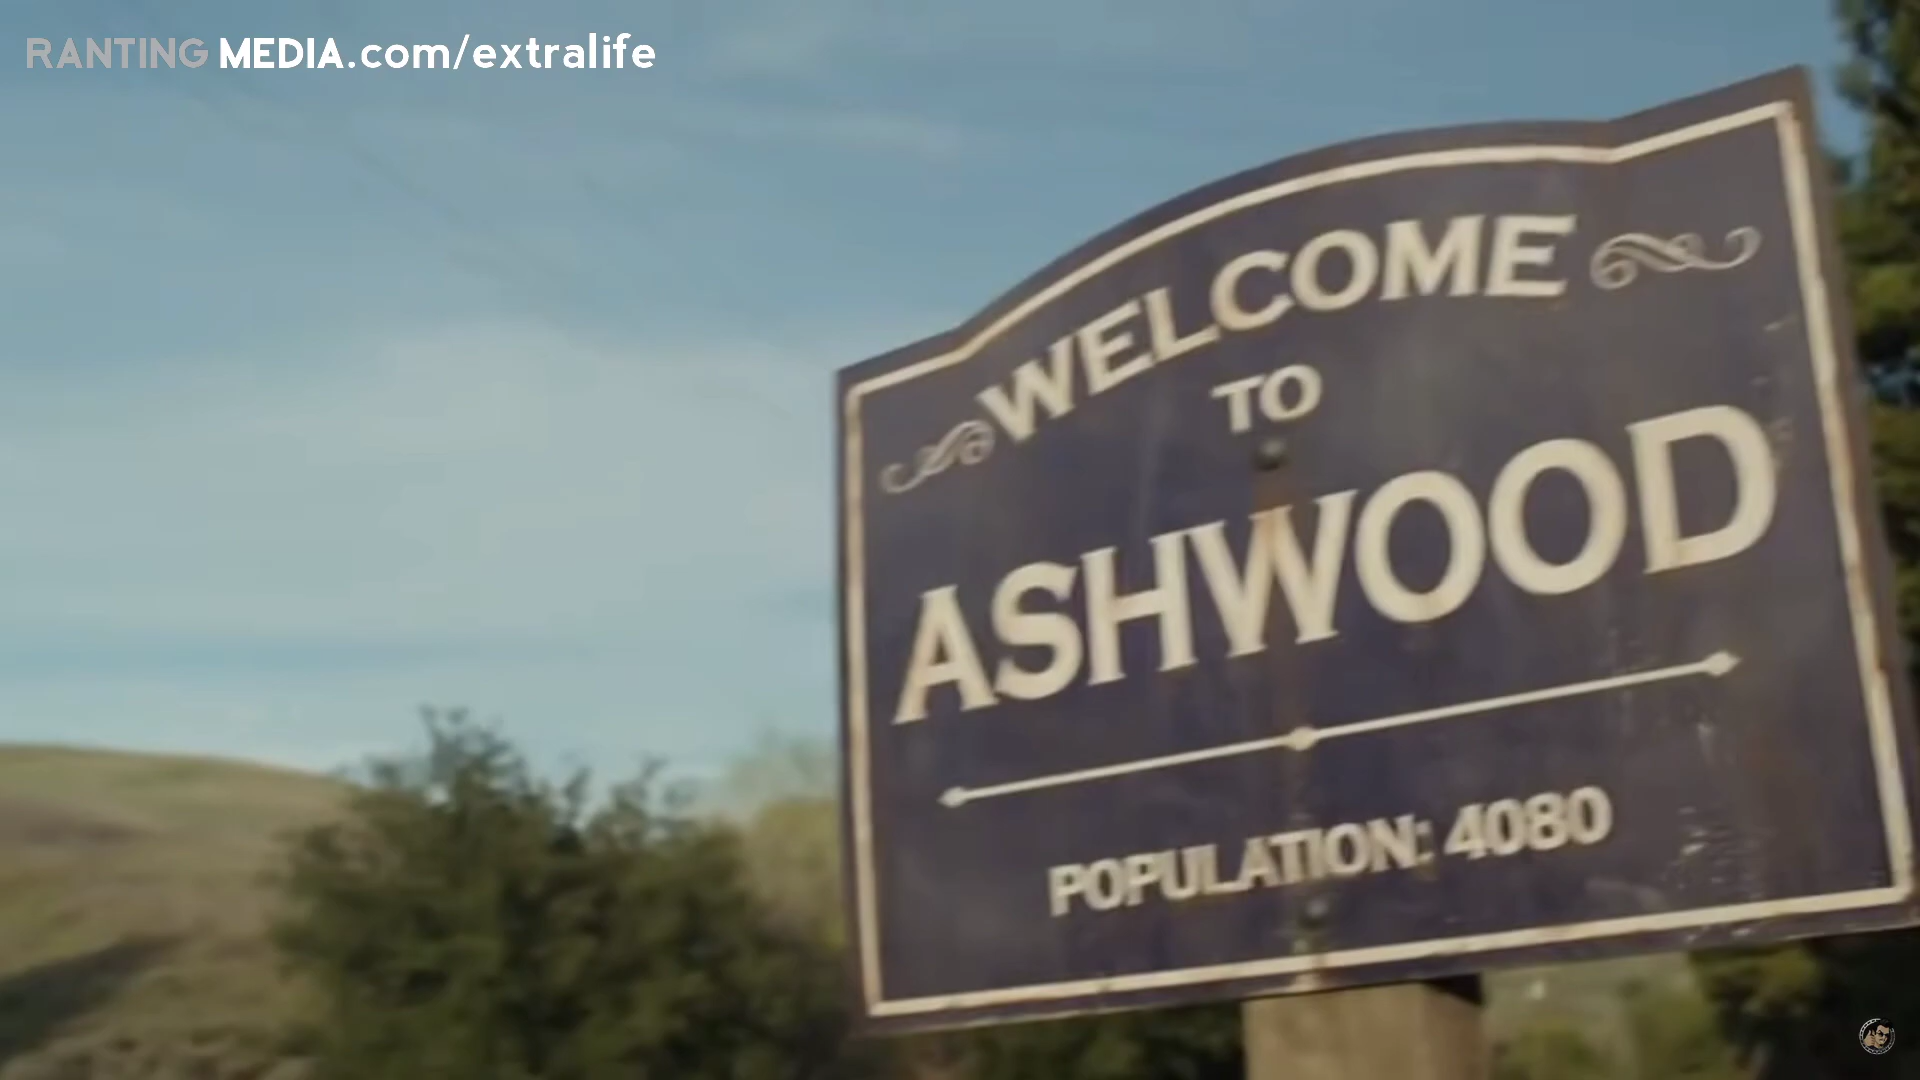 RANTING MEDIA.com/extralife
WELCOME
TO
ASHWOOD
POPULATION: 4080